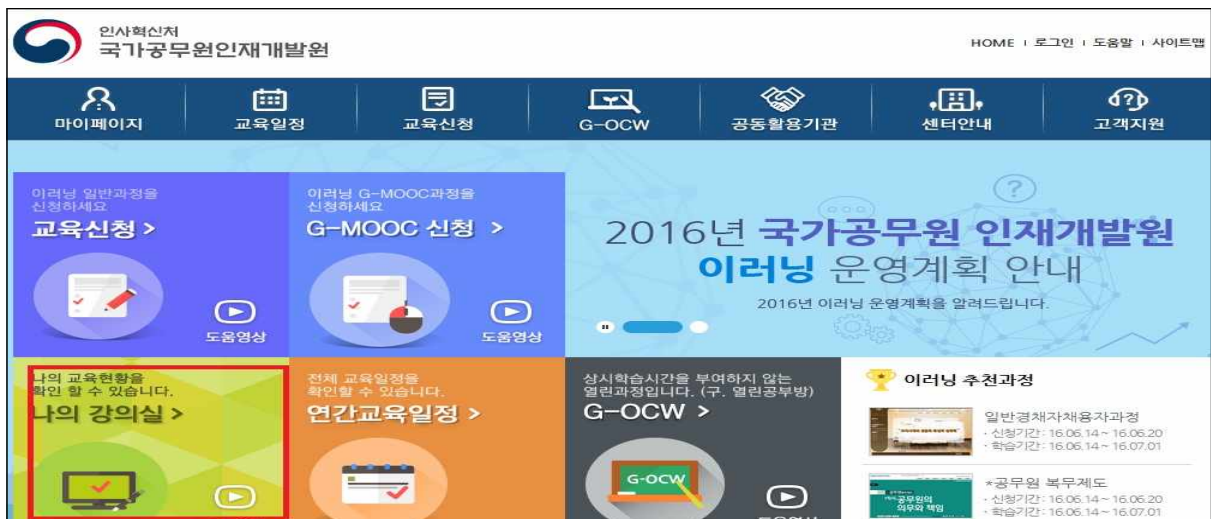 인사혁신처
국가공무원인재개발원
HOME | 로그인 | 도움말 | 사이트맵
마이페이지
교육일정
교육신청
G-OCW
공동활용기관
센터안내
고객지원
이러닝 일반과정을
신청하세요
교육신청 >
도움영상
이러닝 G-MOOC과정을
신청하세요
G-MOOC 신청 >
도움영상
2016년 국가공무원 인재개발원
이러닝 운영계획 안내
2016년 이러닝 운영계획을 알려드립니다.
나의 교육현황을
확인 할 수 있습니다.
나의 강의실 >
전체 교육일정을
확인할 수 있습니다.
연간교육일정 >
상시학습시간을 부여하지 않는
열린과정입니다. (구. 열린공부방)
G-OCW >
G-OCW
도움영상
이러닝 추천과정
일반경채자채용자과정
· 신청기간 : 16.06.14 ~ 16.06.20
· 학습기간 : 16.06.14 ~ 16.07.01
*공무원 복무제도
· 신청기간 : 16.06.14 ~ 16.06.20
· 학습기간 : 16.06.14 ~ 16.07.01
공무원의
의무와 책임